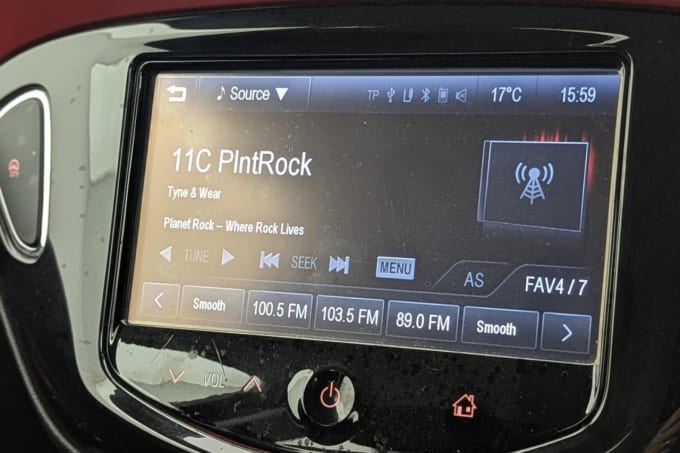 Source
TP
17°C
15:59
11C PlntRock
Tyne & Wear
Planet Rock – Where Rock Lives
TUNE
SEEK
MENU
AS
FAV4 / 7
Smooth
100.5 FM
103.5 FM
89.0 FM
Smooth
VOL